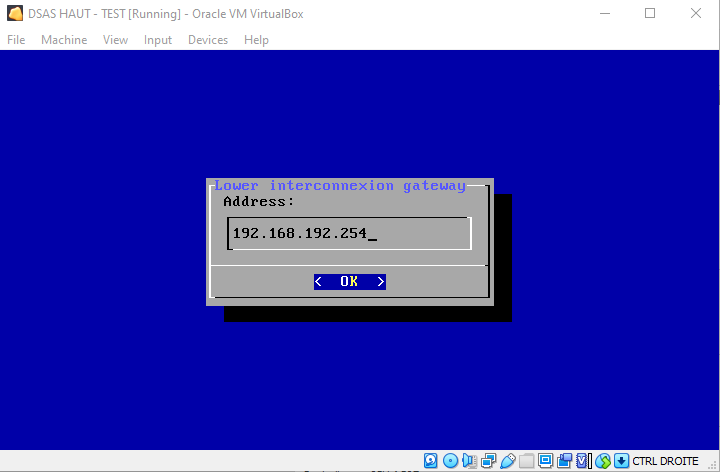 DSAS HAUT - TEST [Running] - Oracle VM VirtualBox
File Machine View Input Devices Help
Lower interconnexion gateway
Address:
192.168.192.254_
< OK >
CTRL DROITE